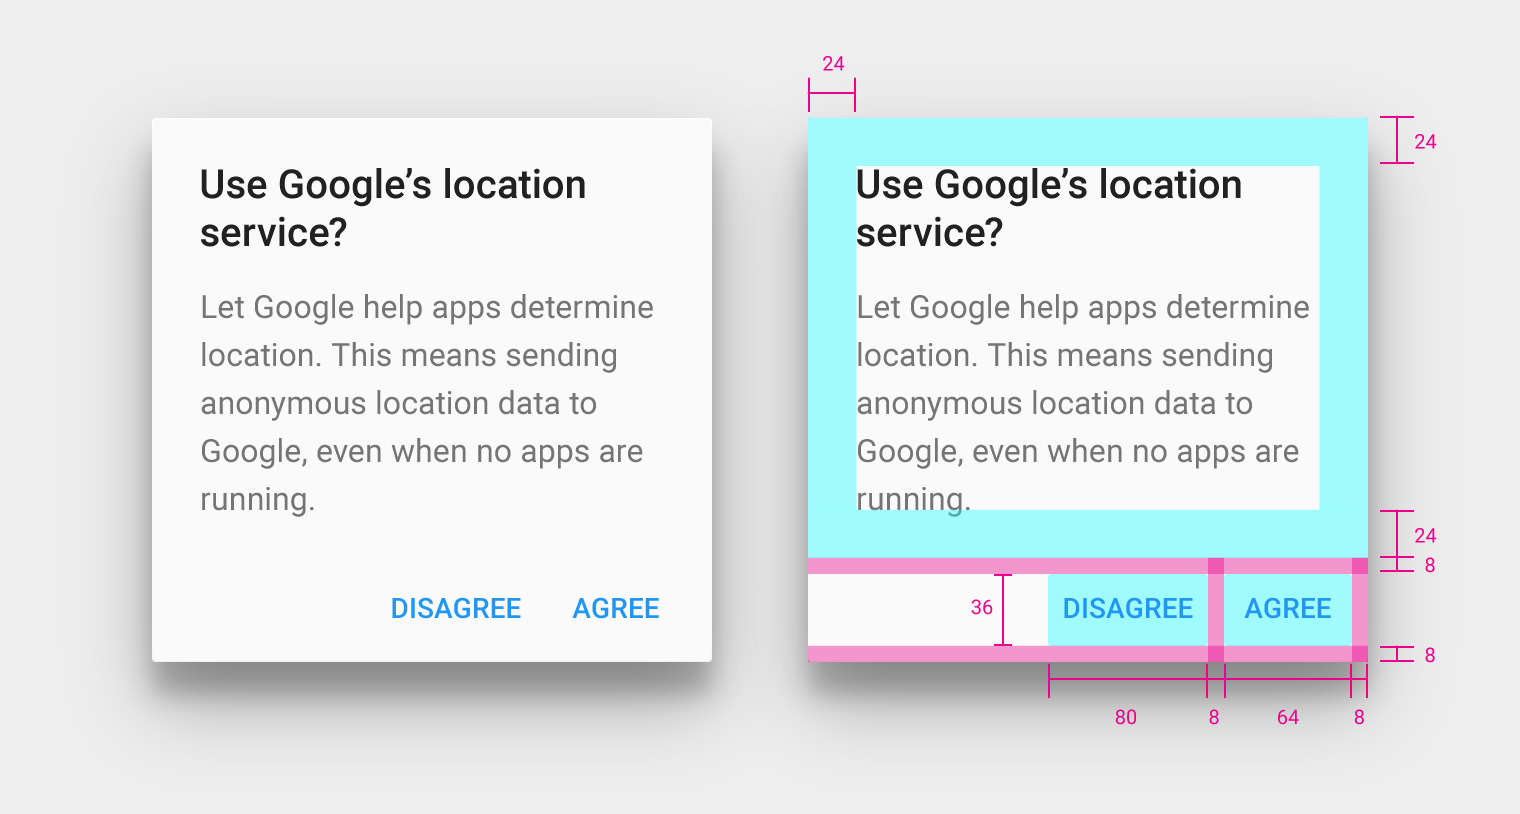 Use Google’s location
service?
Let Google help apps determine
location. This means sending
anonymous location data to
Google, even when no apps are
running.
DISAGREE AGREE
24
24
Use Google’s location
service?
Let Google help apps determine
location. This means sending
anonymous location data to
Google, even when no apps are
running.
24
8
36 DISAGREE AGREE
8
80 8 64 8